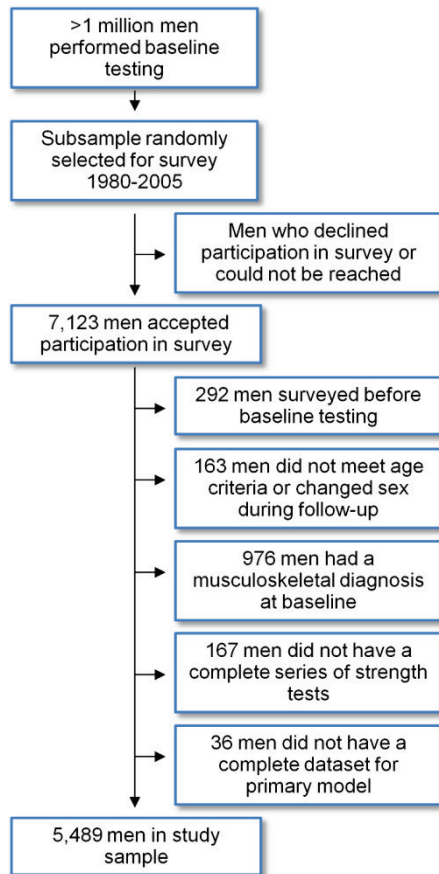 >1 million men
performed baseline
testing
Subsample randomly
selected for survey
1980-2005
Men who declined
participation in survey or
could not be reached
7,123 men accepted
participation in survey
292 men surveyed before
baseline testing
163 men did not meet age
criteria or changed sex
during follow-up
976 men had a
musculoskeletal diagnosis
at baseline
167 men did not have a
complete series of strength
tests
36 men did not have a
complete dataset for
primary model
5,489 men in study
sample